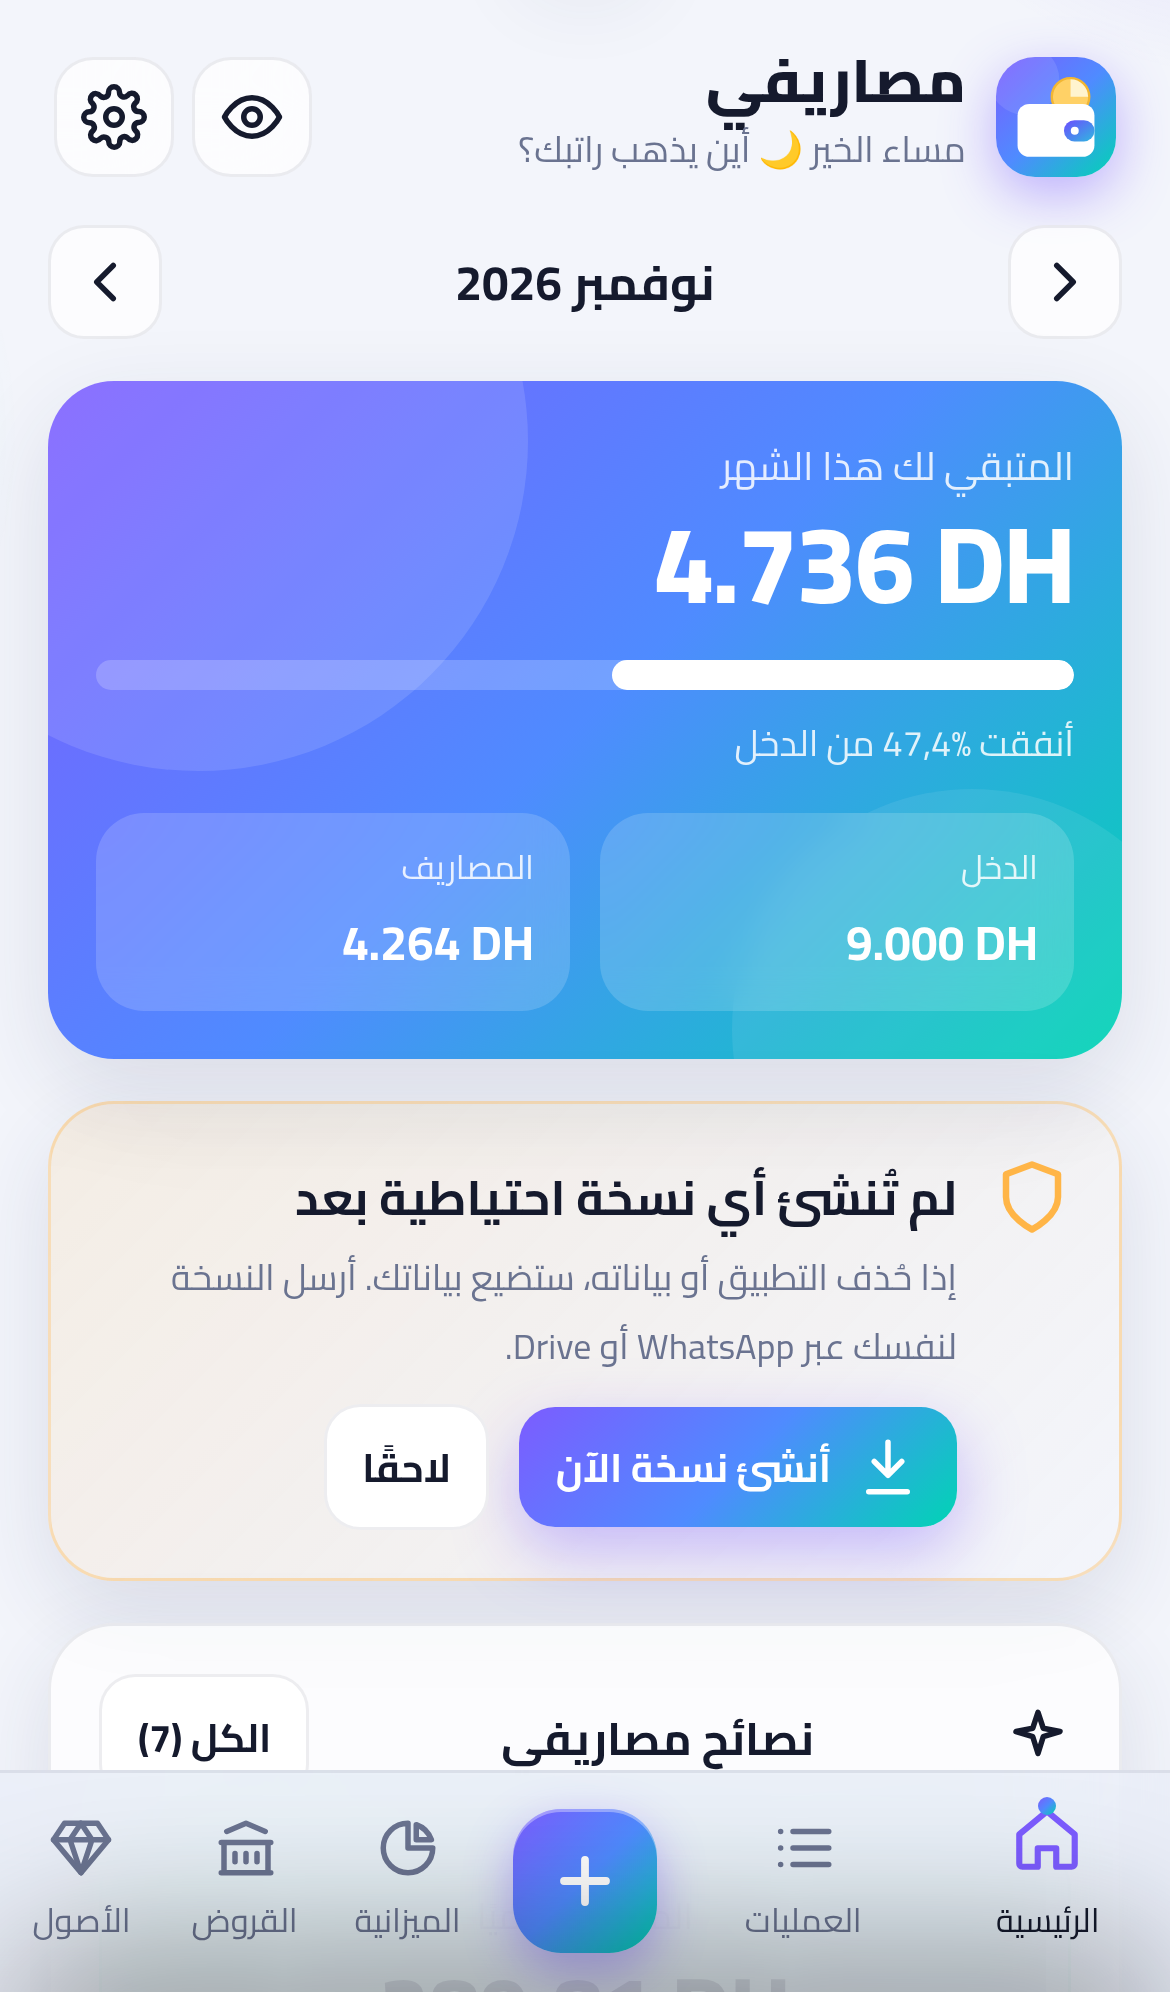 مصاريفي
مساء الخير 🌙 أين يذهب راتبك؟
نوفمبر 2026
المتبقي لك هذا الشهر
4.736 DH
أنفقت 47,4% من الدخل
الدخل
9.000 DH
المصاريف
4.264 DH
لم تُنشئ أي نسخة احتياطية بعد
إذا حُذف التطبيق أو بياناته، ستضيع بياناتك. أرسل النسخة
لنفسك عبر WhatsApp أو Drive.
أنشئ نسخة الآن
لاحقًا
نصائح مصاريفي
الكل (7)
الرئيسية
العمليات
الميزانية
القروض
الأصول